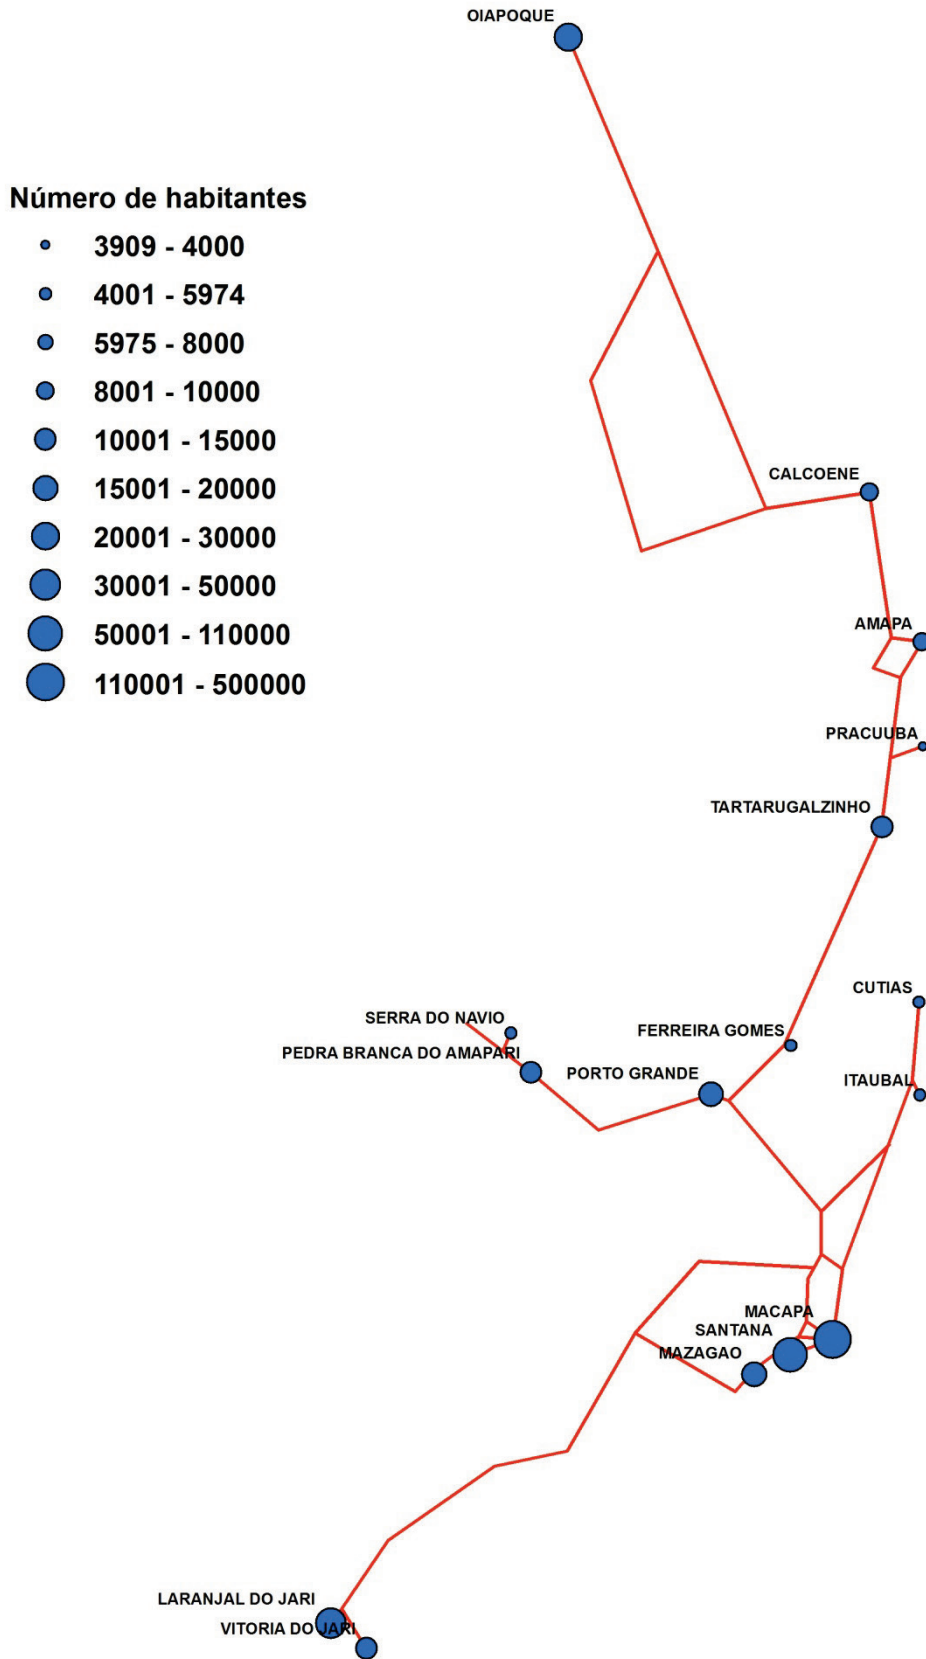 OIAPOQUE
Número de habitantes
3909 - 4000
4001 - 5974
5975 - 8000
8001 - 10000
10001 - 15000
15001 - 20000
20001 - 30000
30001 - 50000
50001 - 110000
110001 - 500000
CALCOENE
AMAPA
PRACUUBA
TARTARUGALZINHO
CUTIAS
SERRA DO NAVIO
FERREIRA GOMES
PEDRA BRANCA DO AMAPARI
PORTO GRANDE
ITAUBAL
MACAPA
SANTANA
MAZAGAO
LARANJAL DO JARI
VITORIA DO JARI